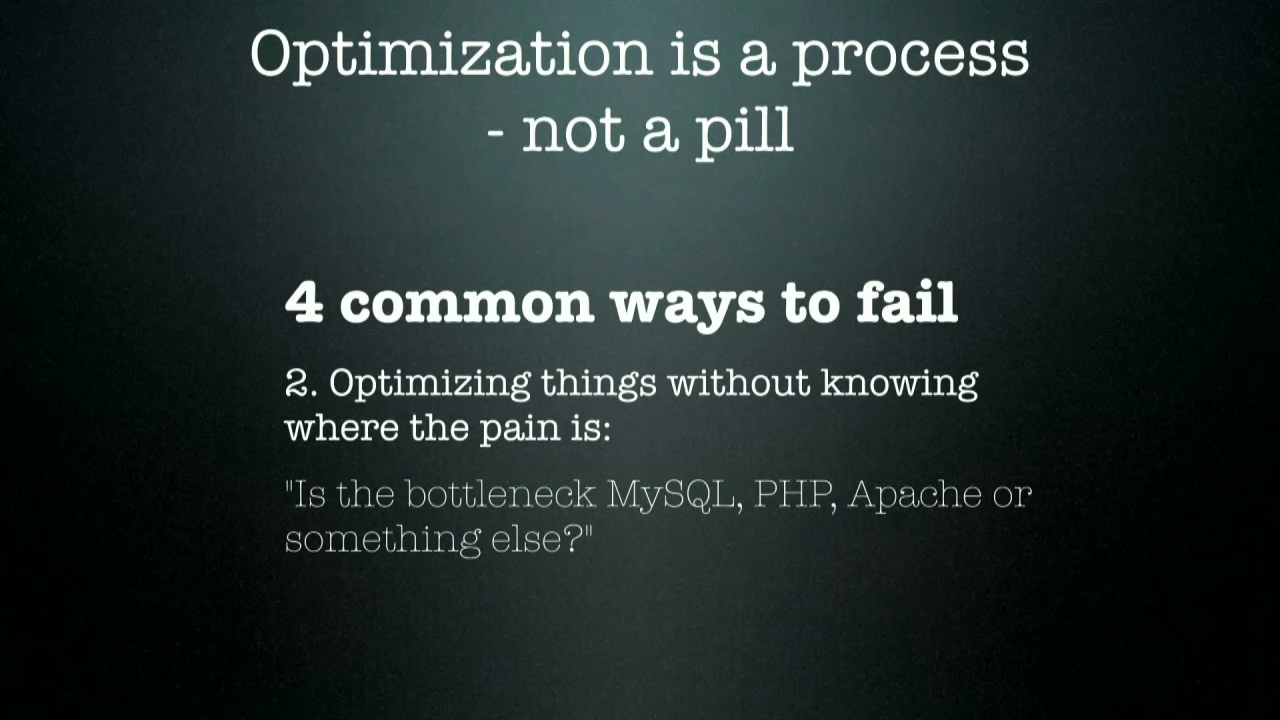 Optimization is a process
- not a pill
4 common ways to fail
2. Optimizing things without knowing
where the pain is:
"Is the bottleneck MySQL, PHP, Apache or
something else?"